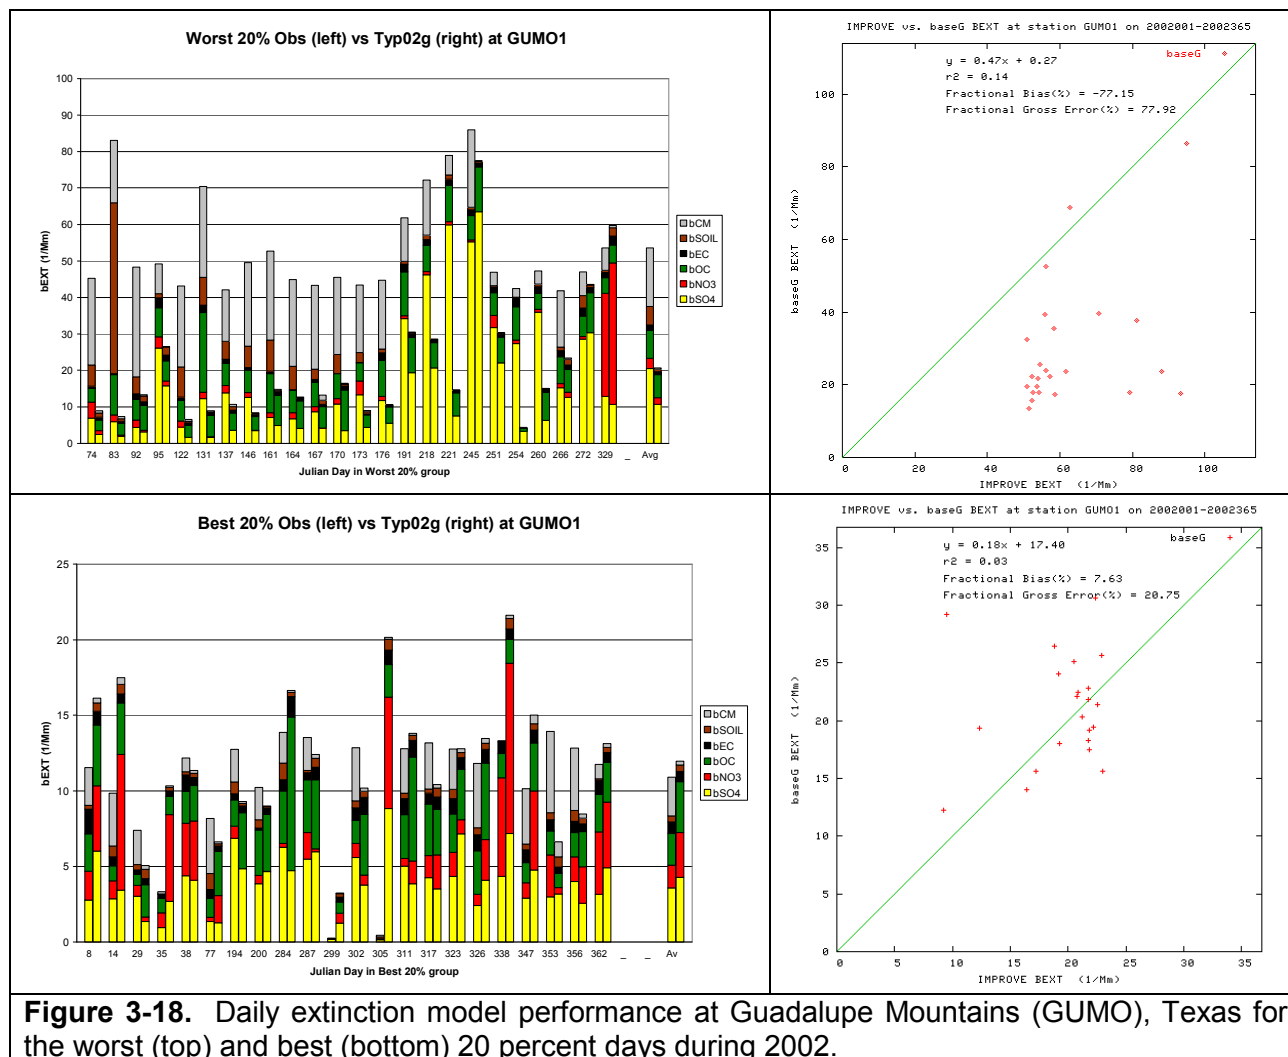 Worst 20% Obs (left) vs Typ02g (right) at GUMO1
100
90
80
70
60
50
40
30
20
10
0
bEXT (1/Mm)
74 83 92 95 122 131 137 146 161 164 167 170 173 176 191 218 221 245 251 254 260 266 272 329 _ Avg
Julian Day in Worst 20% group
bCM
bSOIL
bEC
bOC
bNO3
bSO4
IMPROVE vs. baseG BEXT at station GUMO1 on 2002001-2002365
baseG
y = 0.47x + 0.27
r2 = 0.14
Fractional Bias(%) = -77.15
Fractional Gross Error(%) = 77.92
100
80
60
40
20
0
baseG BEXT (1/Mm)
0 20 40 60 80 100
IMPROVE BEXT (1/Mm)
Best 20% Obs (left) vs Typ02g (right) at GUMO1
25
20
15
10
5
0
bEXT (1/Mm)
8 14 29 35 38 77 194 200 284 287 299 302 305 311 317 323 326 338 347 353 356 362 _ _ Av
Julian Day in Best 20% group
bCM
bSOIL
bEC
bOC
bNO3
bSO4
IMPROVE vs. baseG BEXT at station GUMO1 on 2002001-2002365
baseG
y = 0.18x + 17.40
r2 = 0.03
Fractional Bias(%) = 7.63
Fractional Gross Error(%) = 20.75
35
30
25
20
15
10
5
0
baseG BEXT (1/Mm)
0 5 10 15 20 25 30 35
IMPROVE BEXT (1/Mm)
Figure 3-18. Daily extinction model performance at Guadalupe Mountains (GUMO), Texas for
the worst (top) and best (bottom) 20 percent days during 2002.